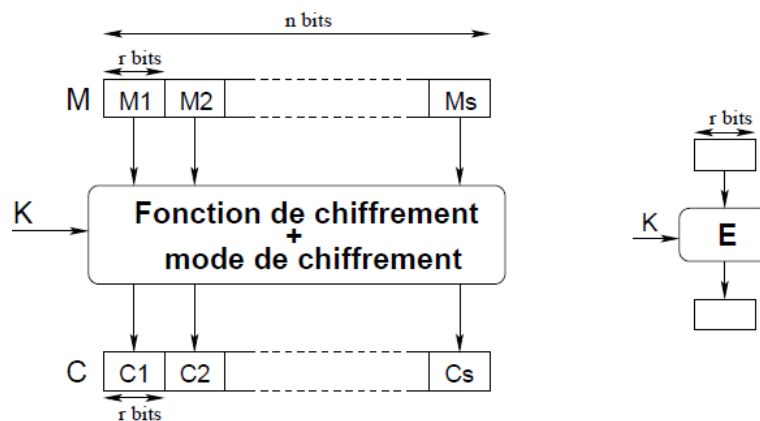 n bits
r bits
M M1 M2 Ms
r bits
K Fonction de chiffrement
+
mode de chiffrement
K E
C C1 C2 Cs
r bits